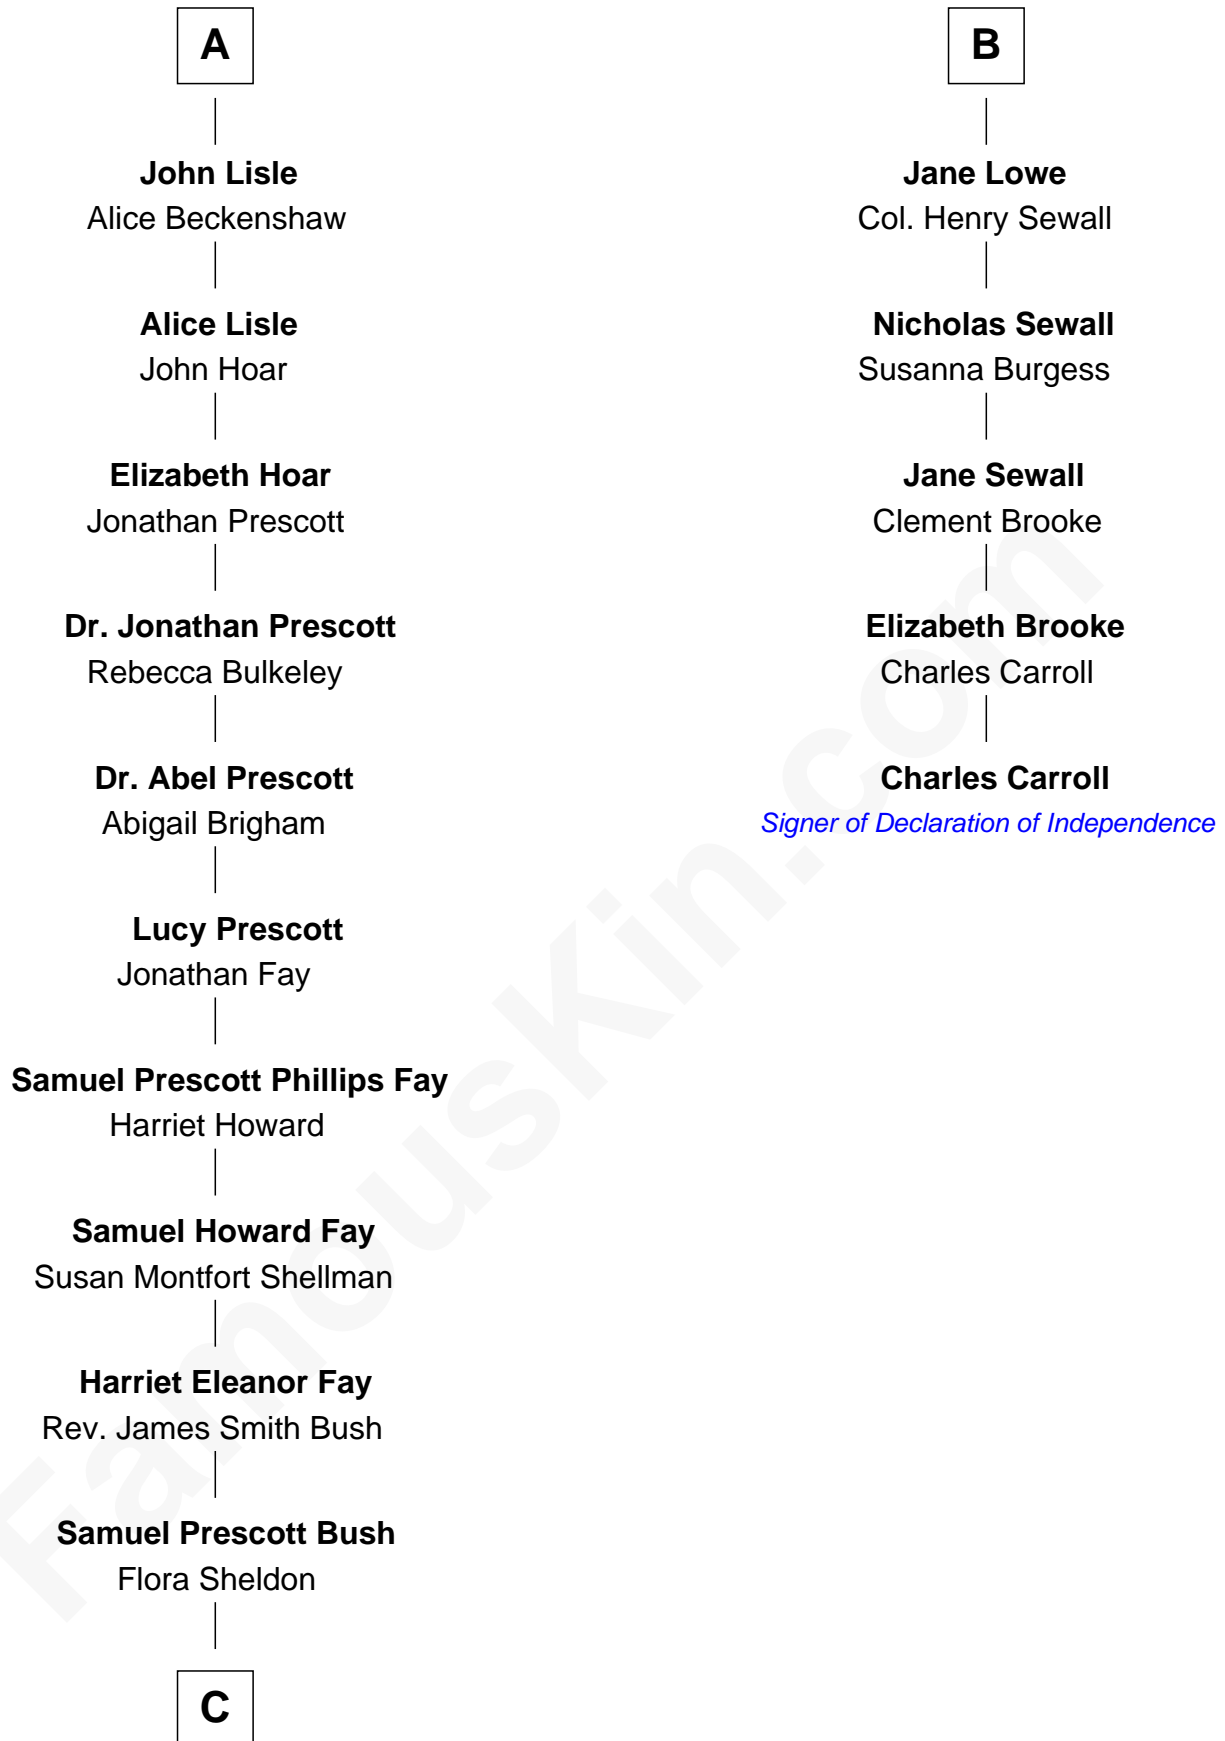 A
John Lisle
Alice Beckenshaw
Alice Lisle
John Hoar
Elizabeth Hoar
Jonathan Prescott
Dr. Jonathan Prescott
Rebecca Bulkeley
Dr. Abel Prescott
Abigail Brigham
Lucy Prescott
Jonathan Fay
Samuel Prescott Phillips Fay
Harriet Howard
Samuel Howard Fay
Susan Montfort Shellman
Harriet Eleanor Fay
Rev. James Smith Bush
Samuel Prescott Bush
Flora Sheldon
C
B
Jane Lowe
Col. Henry Sewall
Nicholas Sewall
Susanna Burgess
Jane Sewall
Clement Brooke
Elizabeth Brooke
Charles Carroll
Charles Carroll
Signer of Declaration of Independence
FamousKin.com